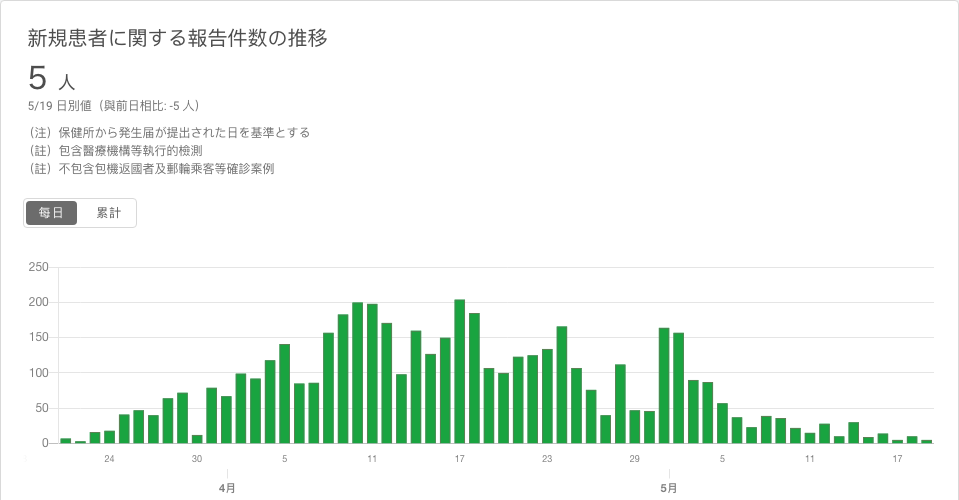 新規患者に関する報告件数の推移
5 人
5/19 日別値（與前日相比: -5 人）
（注）保健所から発生届が提出された日を基準とする
（註）包含醫療機構等執行的檢測
（註）不包含包機返國者及郵輪乘客等確診案例
每日 累計
250
200
150
100
50
0
24 30 5 11 17 23 29 5 11 17
4月 5月